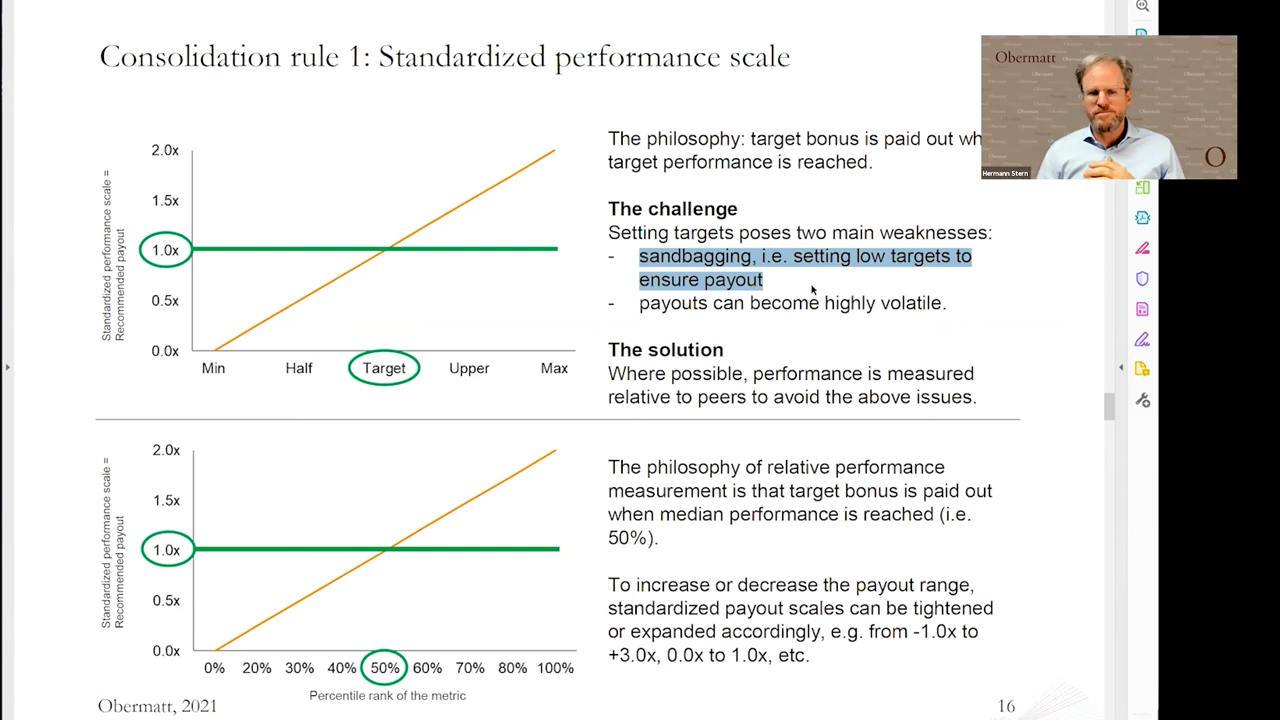 Consolidation rule 1: Standardized performance scale
Obermatt
O
Hermann Stern
Standardized performance scale =
Recommended payout
2.0x
1.5x
1.0x
0.5x
0.0x
Min Half Target Upper Max
The philosophy: target bonus is paid out wh
target performance is reached.
The challenge
Setting targets poses two main weaknesses:
- sandbagging, i.e. setting low targets to
ensure payout
- payouts can become highly volatile.
The solution
Where possible, performance is measured
relative to peers to avoid the above issues.
Standardized performance scale =
Recommended payout
2.0x
1.5x
1.0x
0.5x
0.0x
0% 20% 30% 40% 50% 60% 70% 80% 100%
Percentile rank of the metric
The philosophy of relative performance
measurement is that target bonus is paid out
when median performance is reached (i.e.
50%).
To increase or decrease the payout range,
standardized payout scales can be tightened
or expanded accordingly, e.g. from -1.0x to
+3.0x, 0.0x to 1.0x, etc.
Obermatt, 2021
16